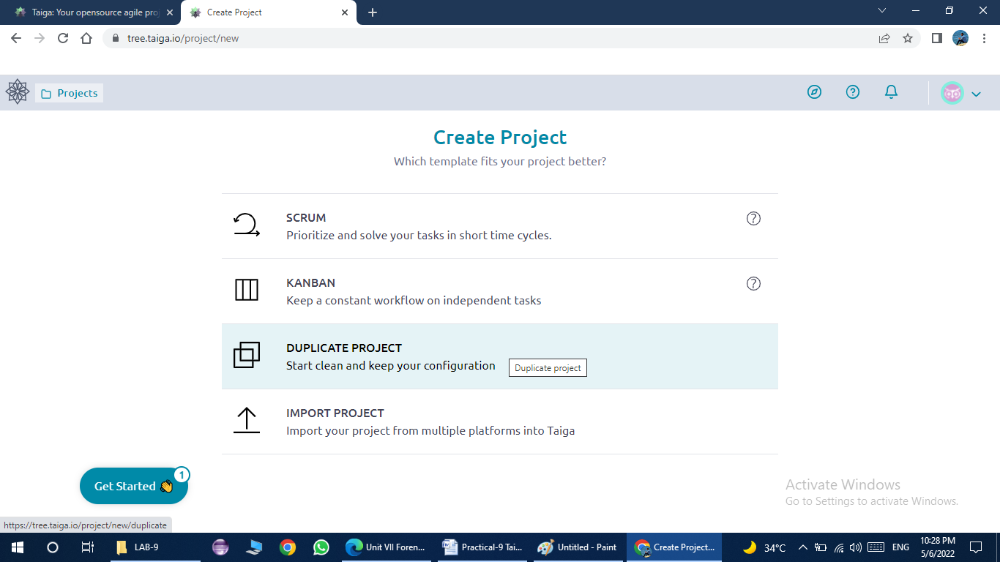 Taiga: Your opensource agile pro
Create Project
tree.taiga.io/project/new
Projects
Create Project
Which template fits your project better?
SCRUM
Prioritize and solve your tasks in short time cycles.
KANBAN
Keep a constant workflow on independent tasks
DUPLICATE PROJECT
Start clean and keep your configuration
Duplicate project
IMPORT PROJECT
Import your project from multiple platforms into Taiga
Get Started 👋
1
Activate Windows
Go to Settings to activate Windows.
https://tree.taiga.io/project/new/duplicate
LAB-9
Unit VII Foren...
Practical-9 Tai...
Untitled - Paint
Create Project...
34°C
ENG
10:28 PM
5/6/2022